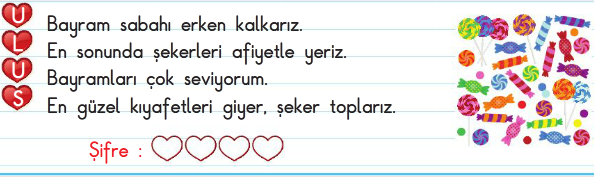 U Bayram sabahı erken kalkarız.
L En sonunda şekerleri afiyetle yeriz.
U Bayramları çok seviyorum.
Ş En güzel kıyafetleri giyer, şeker toplarız.
Şifre :